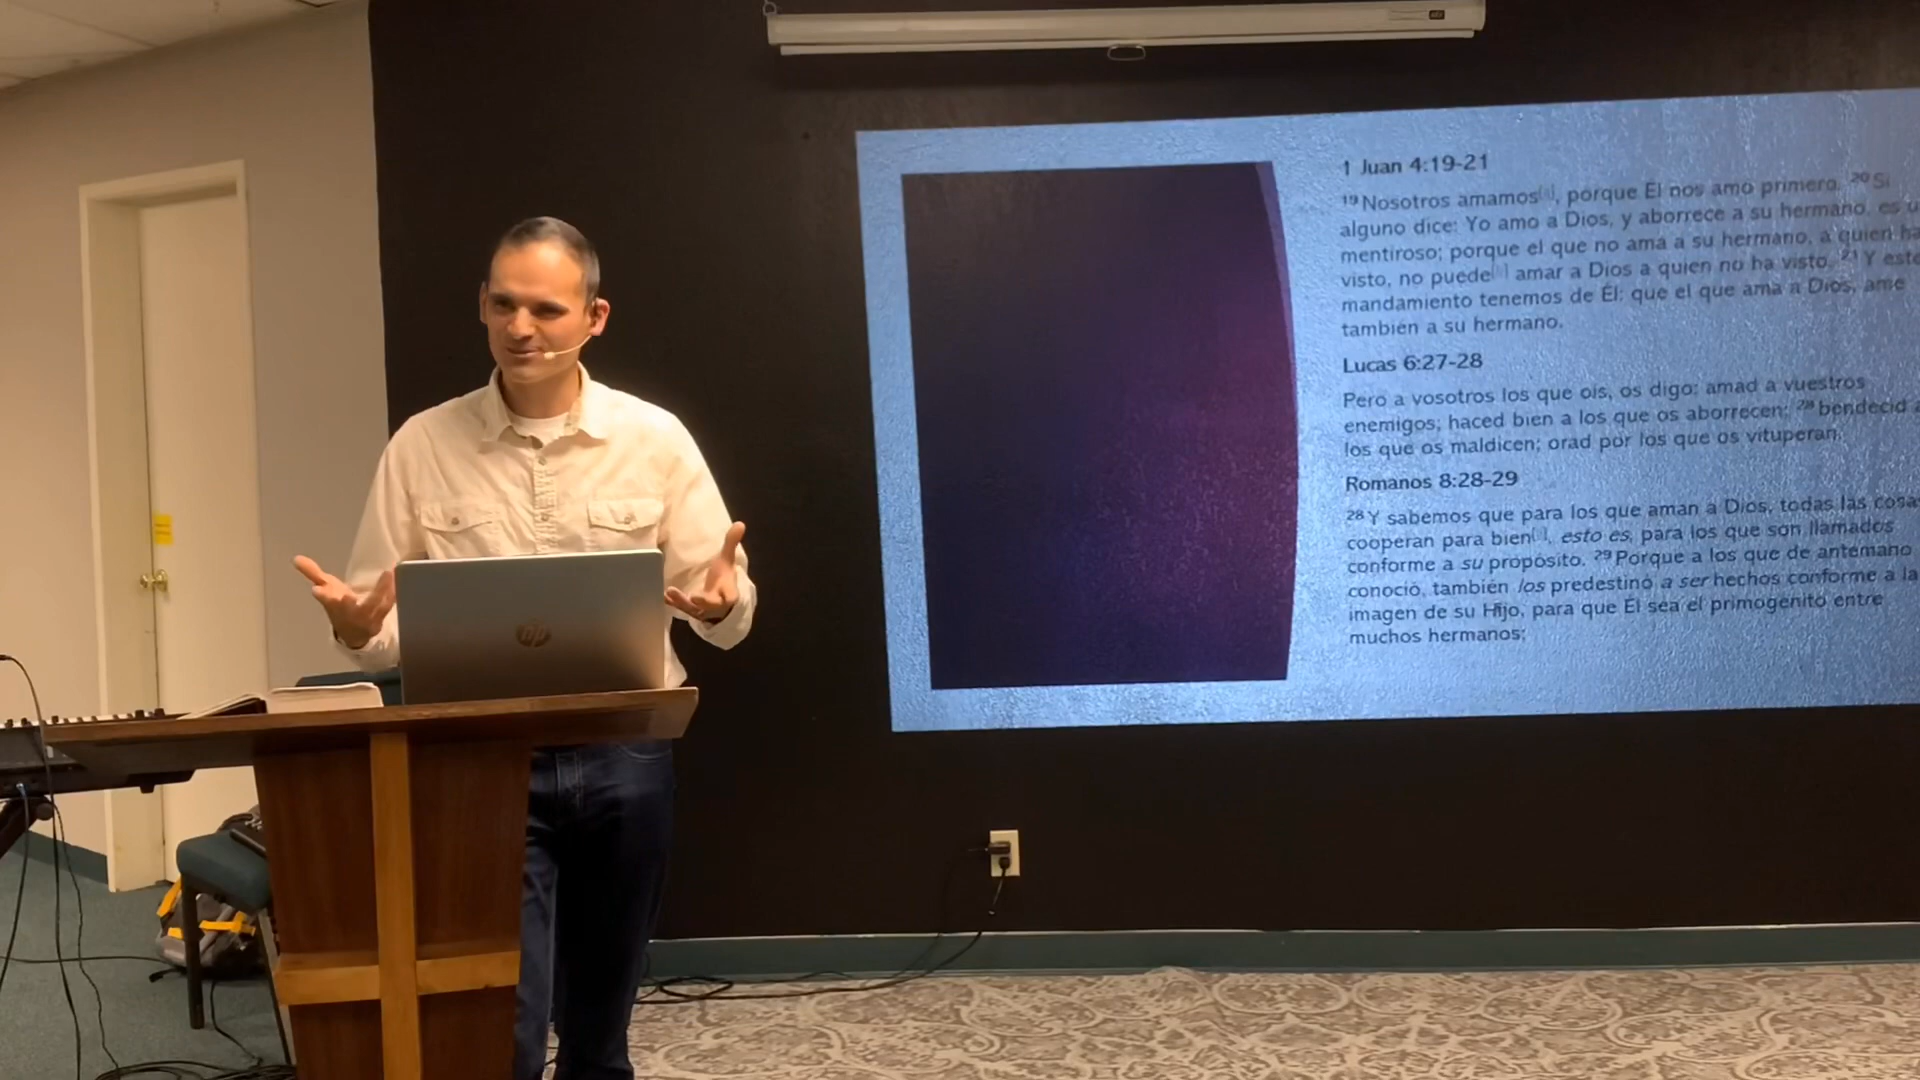 1 Juan 4:19-21
19 Nosotros amamos[], porque Él nos amó primero. 20 Si
alguno dice: Yo amo a Dios, y aborrece a su hermano, es u
mentiroso; porque el que no ama a su hermano, a quien ha
visto, no puede[] amar a Dios a quien no ha visto. 21 Y este
mandamiento tenemos de Él: que el que ama a Dios, ame
también a su hermano.
Lucas 6:27-28
Pero a vosotros los que oís, os digo: amad a vuestros
enemigos; haced bien a los que os aborrecen; 28 bendecid a
los que os maldicen; orad por los que os vituperan.
Romanos 8:28-29
28 Y sabemos que para los que aman a Dios, todas las cosas
cooperan para bien[], esto es, para los que son llamados
conforme a su propósito. 29 Porque a los que de antemano
conoció, también los predestinó a ser hechos conforme a la
imagen de su Hijo, para que Él sea el primogénito entre
muchos hermanos;
hp